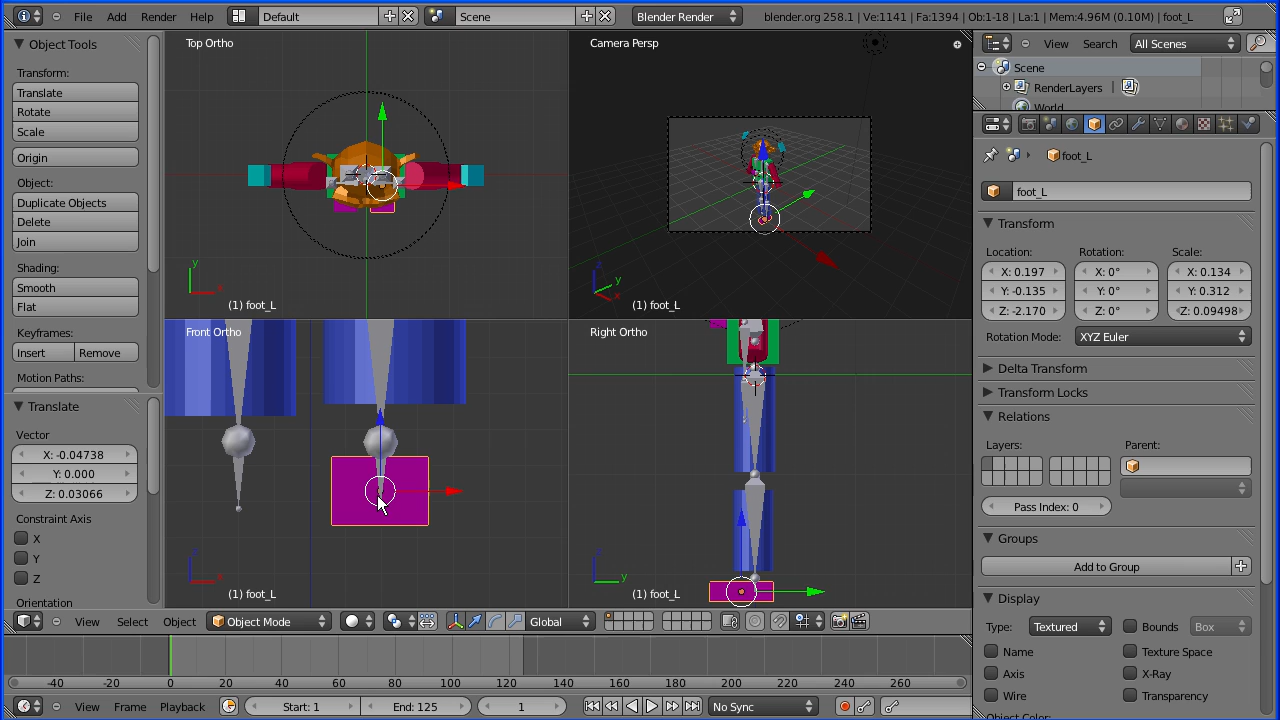 File Add Render Help Default Scene Blender Render blender.org 258.1 | Ve:1141 | Fa:1394 | Ob:1-18 | La:1 | Mem:4.96M (0.10M) | foot_L
Object Tools
Transform:
Translate
Rotate
Scale
Origin
Object:
Duplicate Objects
Delete
Join
Shading:
Smooth
Flat
Keyframes:
Insert Remove
Motion Paths:
Translate
Vector
X: -0.04738
Y: 0.000
Z: 0.03066
Constraint Axis
X
Y
Z
Orientation
Top Ortho
y
x
(1) foot_L
Camera Persp
z
y
x
(1) foot_L
Front Ortho
z
x
(1) foot_L
Right Ortho
z
y
(1) foot_L
View Select Object Object Mode Global
-40 -20 0 20 40 60 80 100 120 140 160 180 200 220 240 260
View Frame Playback Start: 1 End: 125 1 No Sync
View Search All Scenes
Scene
RenderLayers
World
foot_L
foot_L
Transform
Location: Rotation: Scale:
X: 0.197 X: 0° X: 0.134
Y: -0.135 Y: 0° Y: 0.312
Z: -2.170 Z: 0° Z: 0.09498
Rotation Mode: XYZ Euler
Delta Transform
Transform Locks
Relations
Layers: Parent:
Pass Index: 0
Groups
Add to Group
Display
Type: Textured Bounds Box
Name Texture Space
Axis X-Ray
Wire Transparency
Object Color: